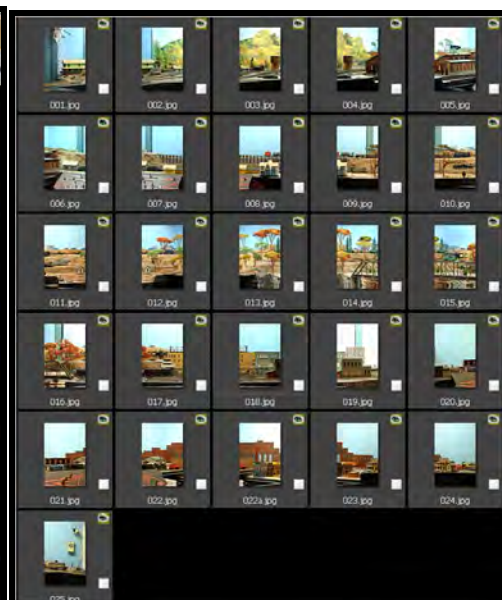 001.jpg 002.jpg 003.jpg 004.jpg 005.jpg
006.jpg 007.jpg 008.jpg 009.jpg 010.jpg
011.jpg 012.jpg 013.jpg 014.jpg 015.jpg
016.jpg 017.jpg 018.jpg 019.jpg 020.jpg
021.jpg 022.jpg 022a.jpg 023.jpg 024.jpg
025.jpg